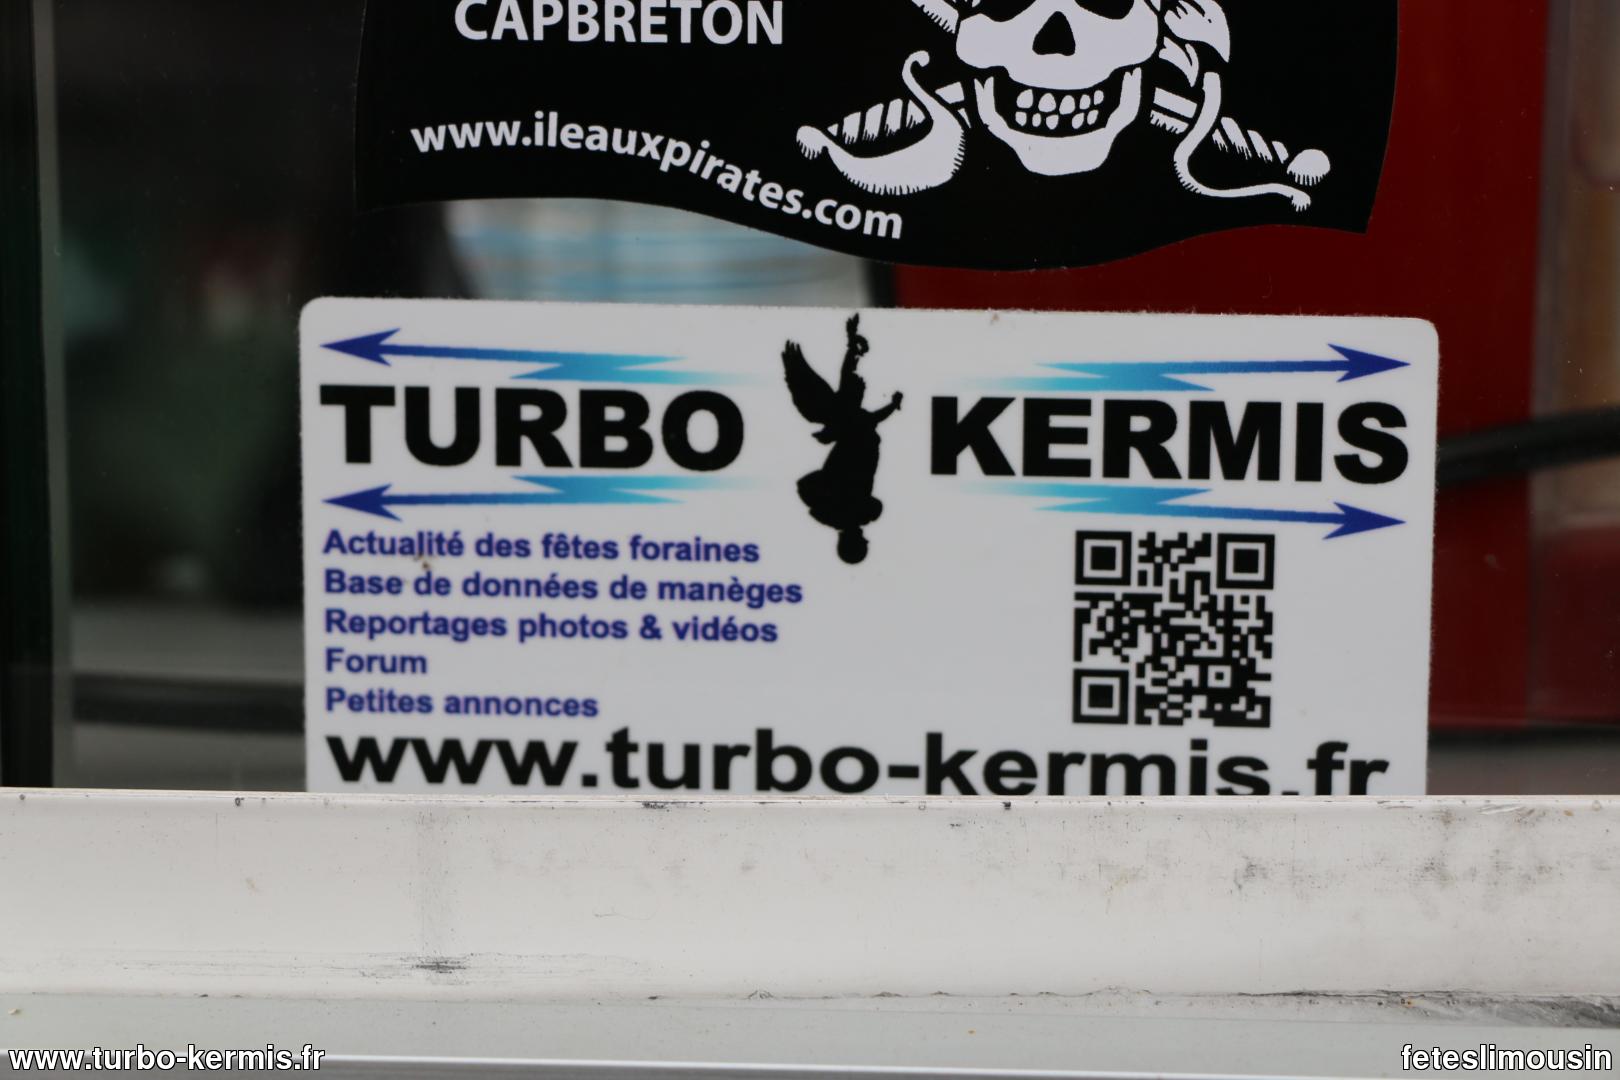 CAPBRETON
www.ileauxpirates.com
TURBO KERMIS
Actualité des fêtes foraines
Base de données de manèges
Reportages photos & vidéos
Forum
Petites annonces
www.turbo-kermis.fr
www.turbo-kermis.fr
feteslimousin